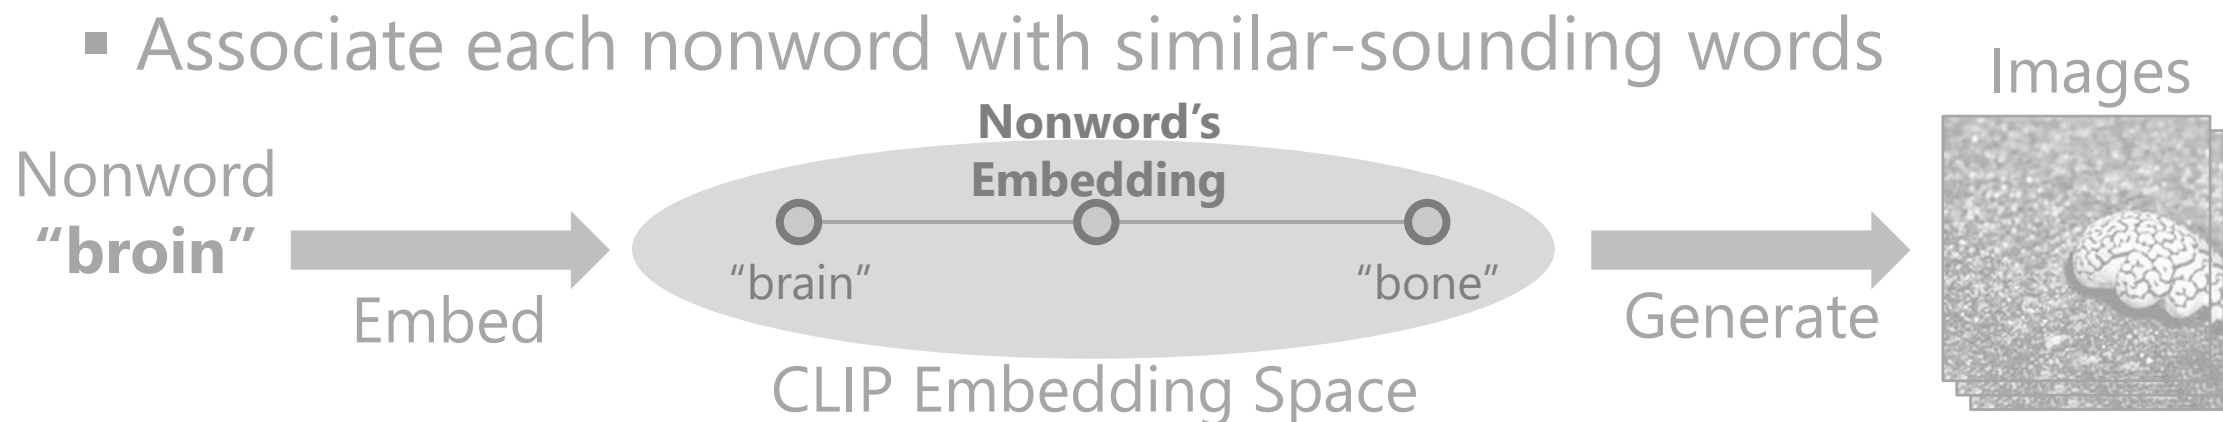 ▪ Associate each nonword with similar-sounding words
Images
Nonword's
Embedding
Nonword
“broin”
Embed
“brain”
“bone”
Generate
CLIP Embedding Space